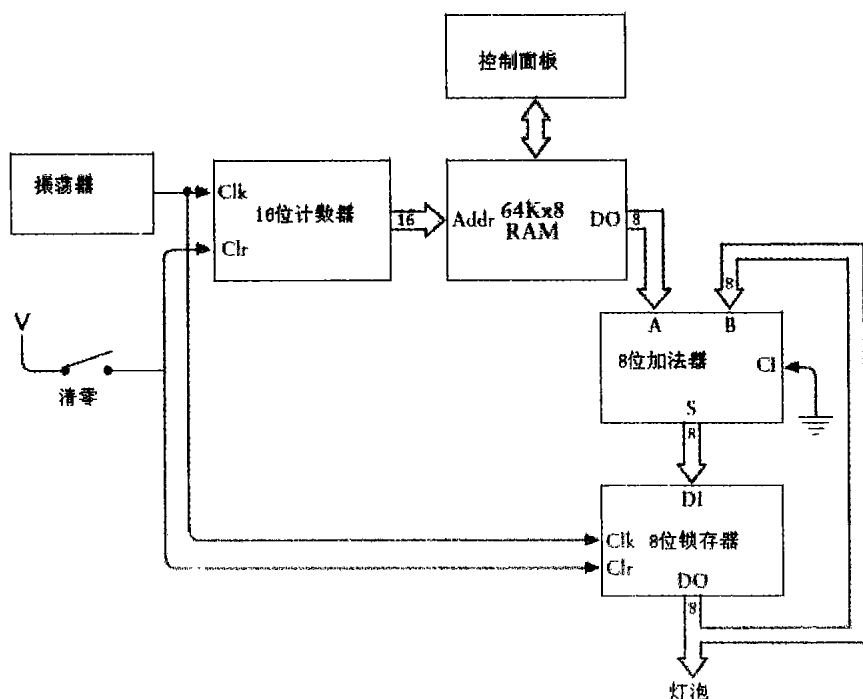 控制面板
振荡器
Clk
16位计数器
Clr
16
Addr
64Kx8
RAM
DO
8
8
V
清零
A
B
8位加法器
CI
S
8
DI
Clk
8位锁存器
Clr
DO
8
灯泡